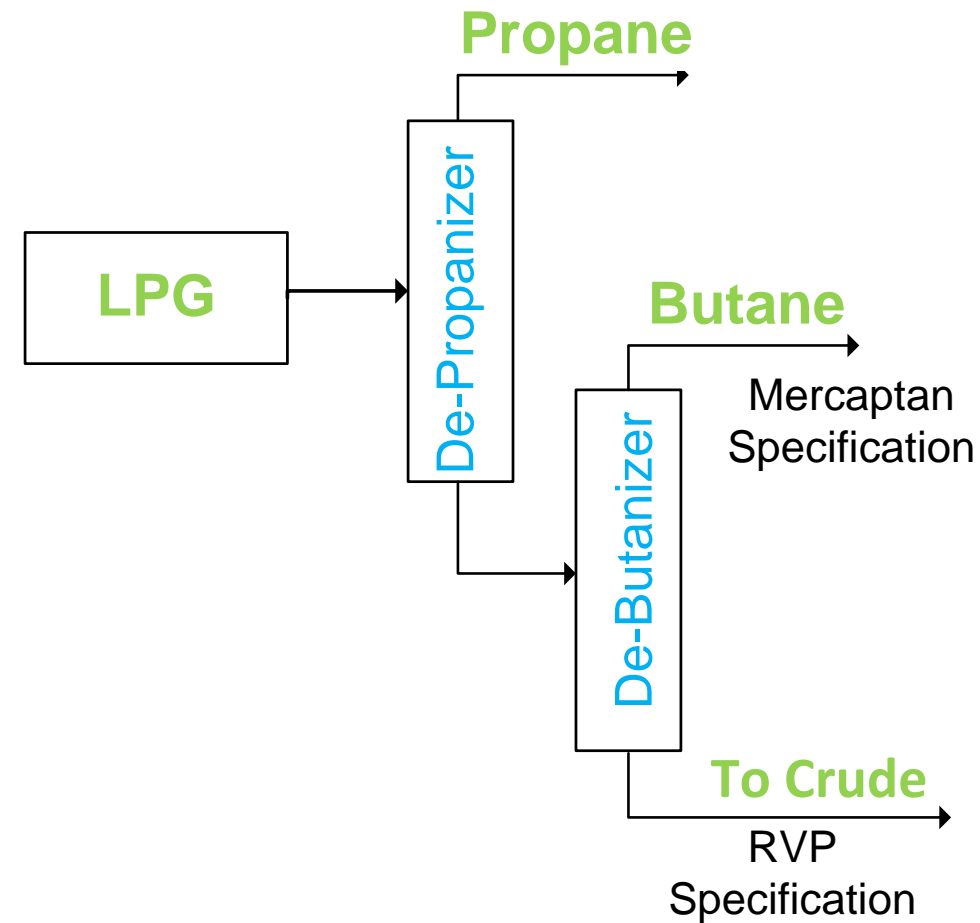 Propane
De-Propanizer
LPG
Butane
Mercaptan
Specification
De-Butanizer
To Crude
RVP
Specification